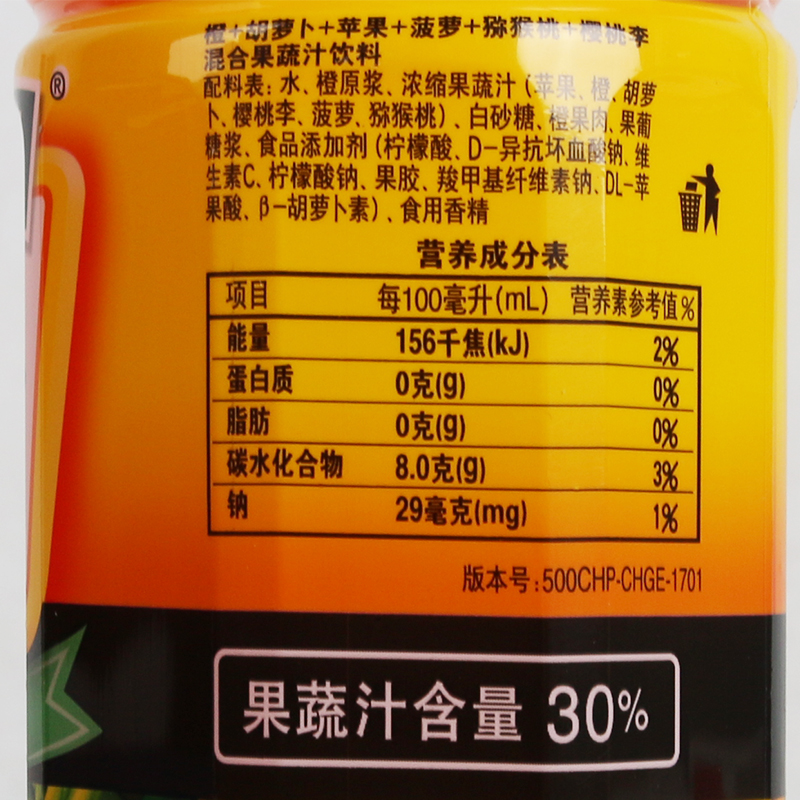 橙+胡萝卜+苹果+菠萝+猕猴桃+樱桃李
混合果蔬汁饮料
配料表：水、橙原浆、浓缩果蔬汁（苹果、橙、胡萝
卜、樱桃李、菠萝、猕猴桃）、白砂糖、橙果肉、果葡
糖浆、食品添加剂（柠檬酸、D-异抗坏血酸钠、维
生素C、柠檬酸钠、果胶、羧甲基纤维素钠、DL-苹
果酸、β-胡萝卜素）、食用香精
®
营养成分表
项目 每100毫升(mL) 营养素参考值%
能量 156千焦(kJ) 2%
蛋白质 0克(g) 0%
脂肪 0克(g) 0%
碳水化合物 8.0克(g) 3%
钠 29毫克(mg) 1%
版本号：500CHP-CHGE-1701
果蔬汁含量 30%